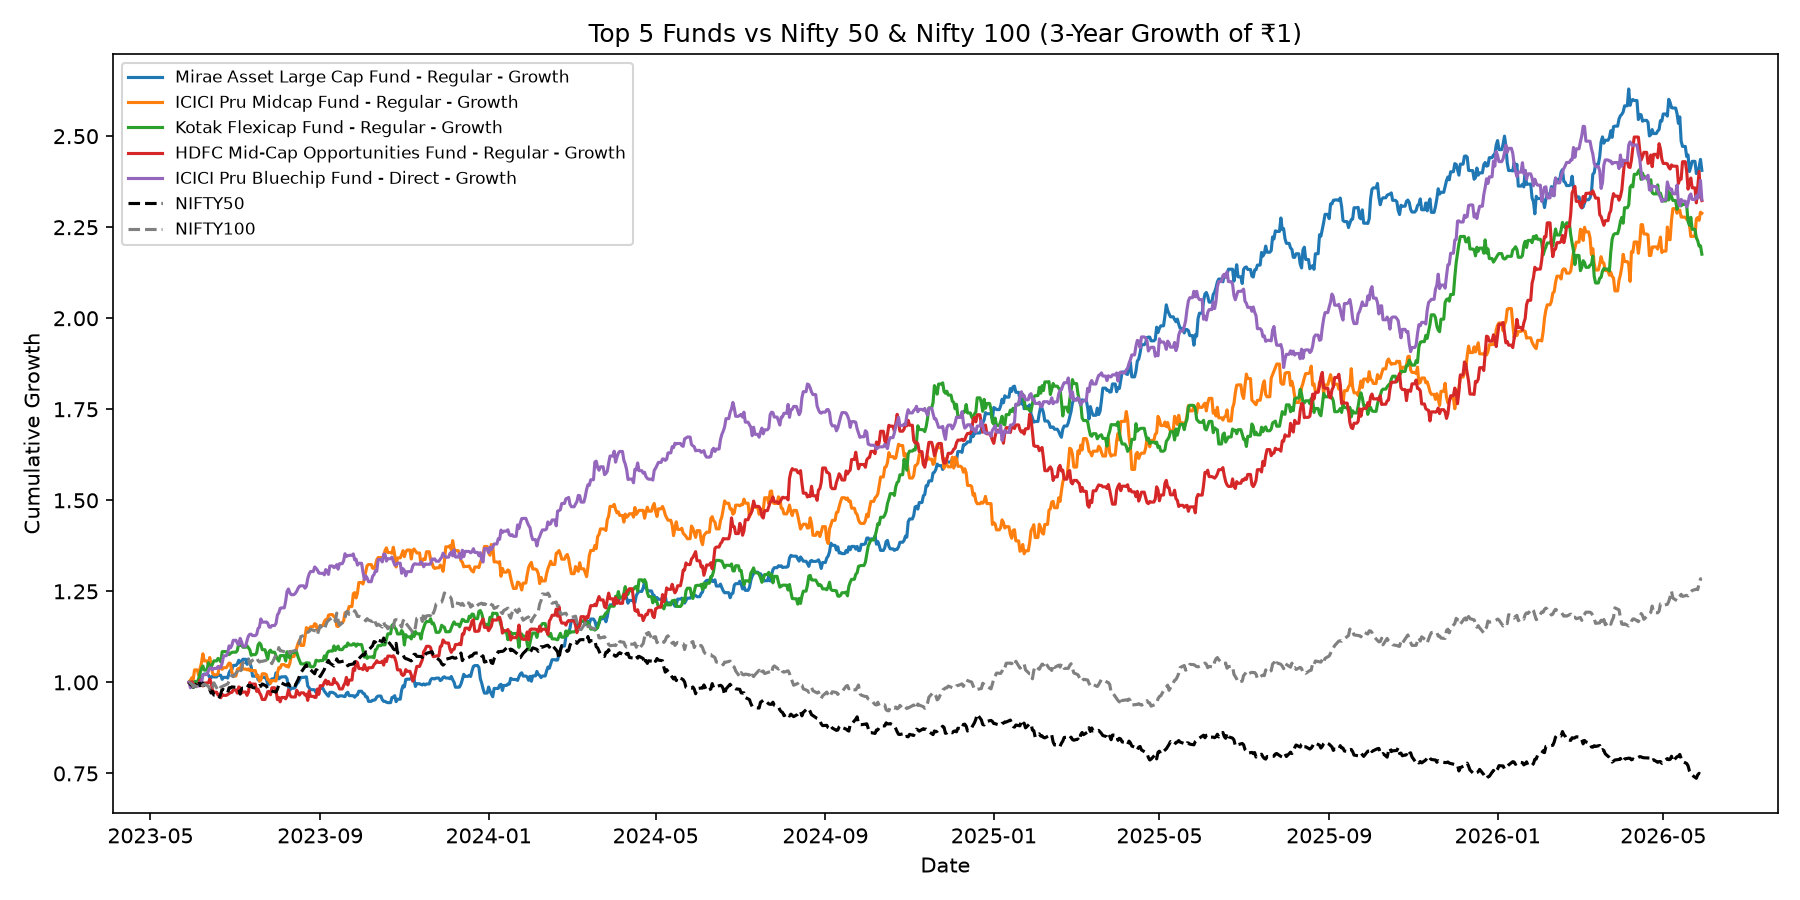 Top 5 Funds vs Nifty 50 & Nifty 100 (3-Year Growth of ₹1)
Mirae Asset Large Cap Fund - Regular - Growth
ICICI Pru Midcap Fund - Regular - Growth
Kotak Flexicap Fund - Regular - Growth
HDFC Mid-Cap Opportunities Fund - Regular - Growth
ICICI Pru Bluechip Fund - Direct - Growth
NIFTY50
NIFTY100
Cumulative Growth
2.50
2.25
2.00
1.75
1.50
1.25
1.00
0.75
2023-05 2023-09 2024-01 2024-05 2024-09 2025-01 2025-05 2025-09 2026-01 2026-05
Date